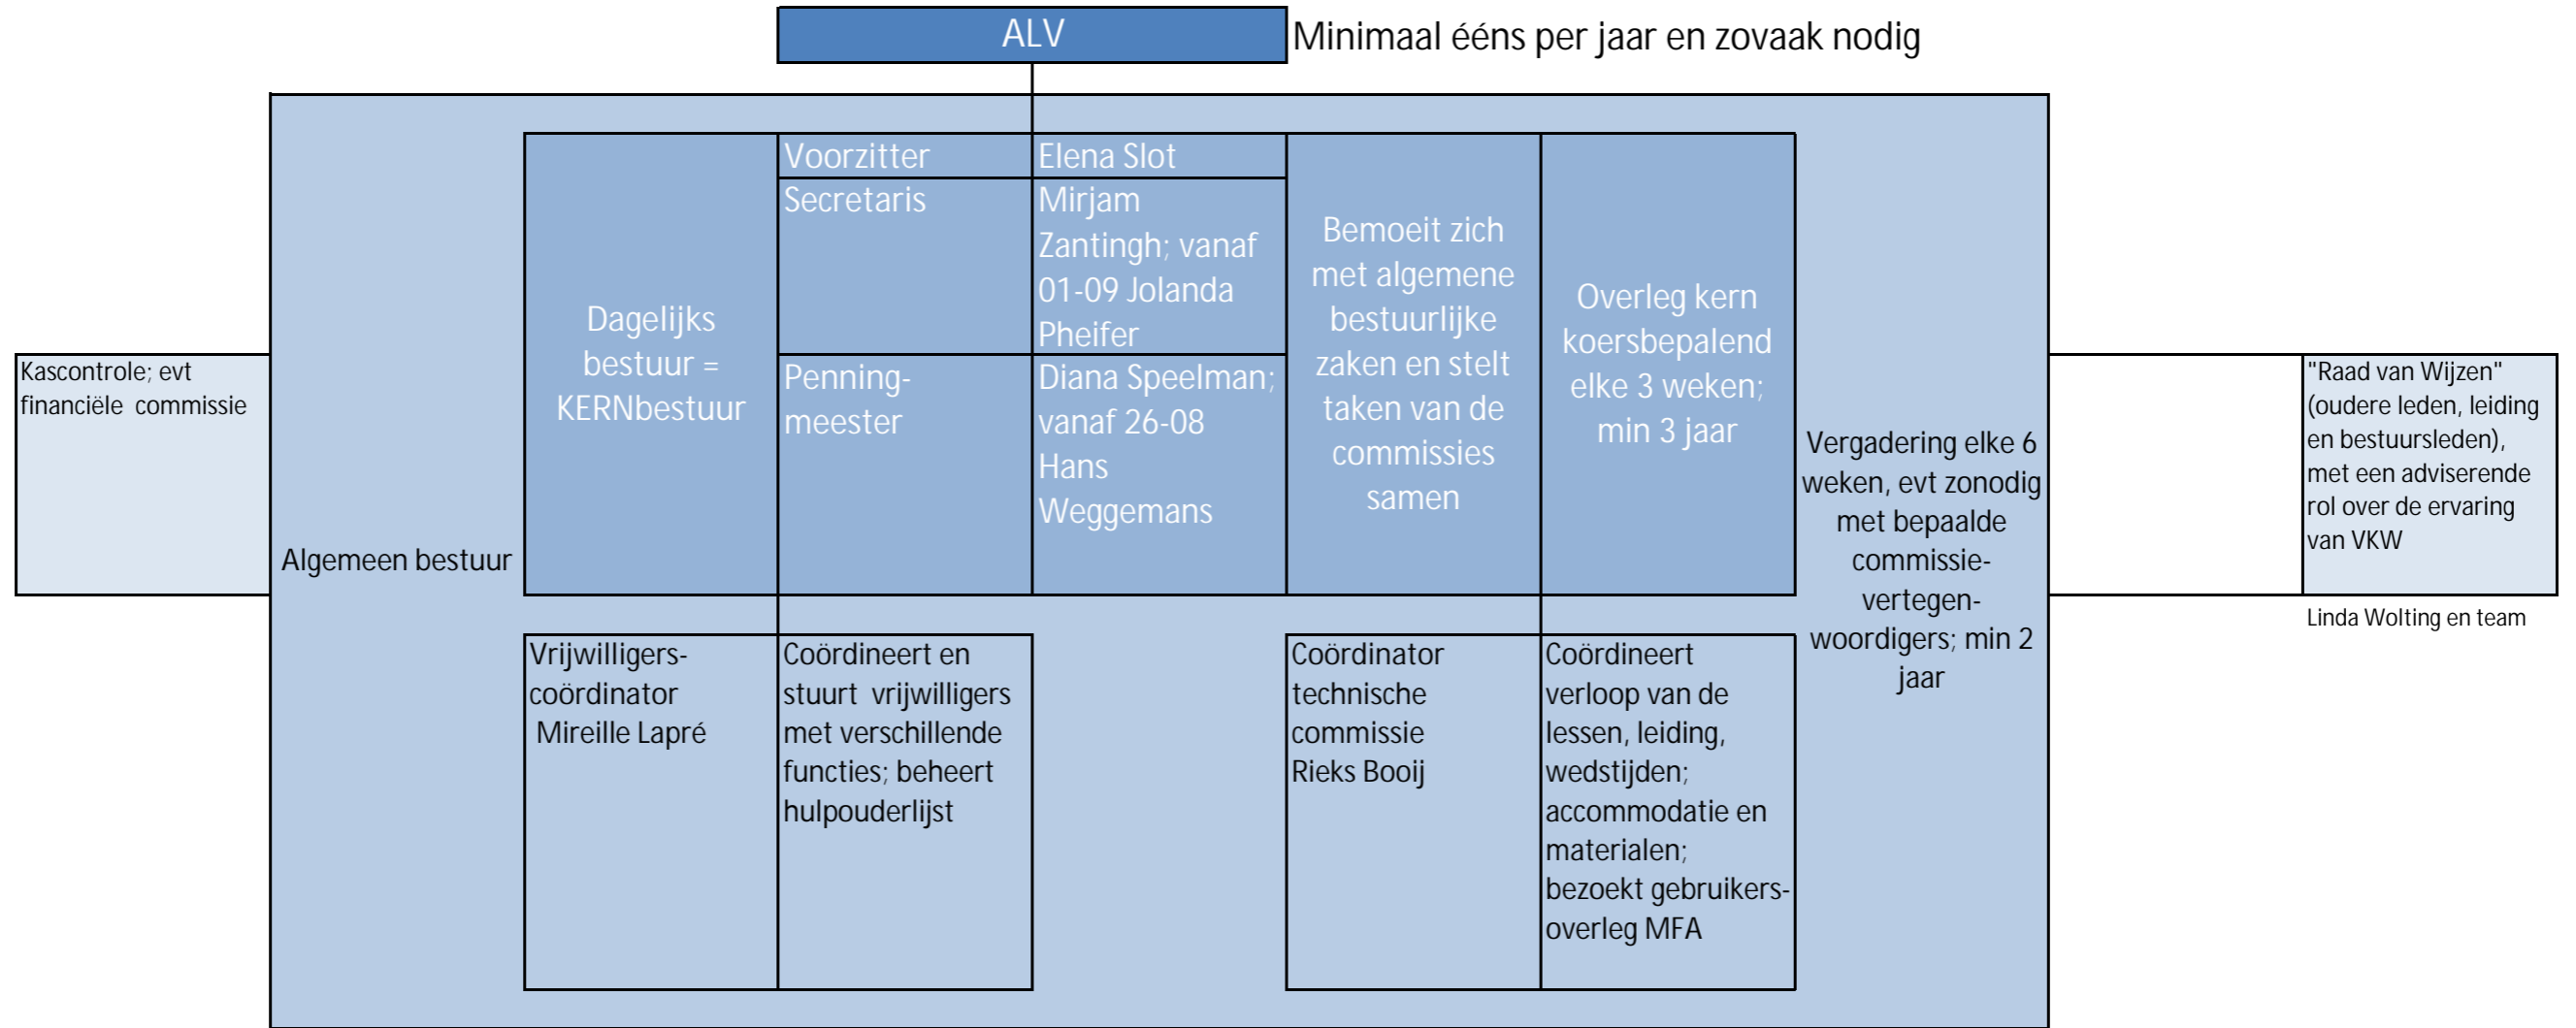 ALV
Minimaal ééns per jaar en zovaak nodig
Kascontrole; evt
financiële commissie
Algemeen bestuur
Dagelijks
bestuur =
KERNbestuur
Voorzitter
Elena Slot
Secretaris
Mirjam
Zantingh; vanaf
01-09 Jolanda
Pheifer
Penning-
meester
Diana Speelman;
vanaf 26-08
Hans
Weggemans
Bemoeit zich
met algemene
bestuurlijke
zaken en stelt
taken van de
commissies
samen
Overleg kern
koersbepalend
elke 3 weken;
min 3 jaar
Vergadering elke 6
weken, evt zonodig
met bepaalde
commissie-
vertegen-
woordigers; min 2
jaar
"Raad van Wijzen"
(oudere leden, leiding
en bestuursleden),
met een adviserende
rol over de ervaring
van VKW
Linda Wolting en team
Vrijwilligers-
coördinator
Mireille Lapré
Coördineert en
stuurt vrijwilligers
met verschillende
functies; beheert
hulpouderlijst
Coördinator
technische
commissie
Rieks Booij
Coördineert
verloop van de
lessen, leiding,
wedstijden;
accommodatie en
materialen;
bezoekt gebruikers-
overleg MFA